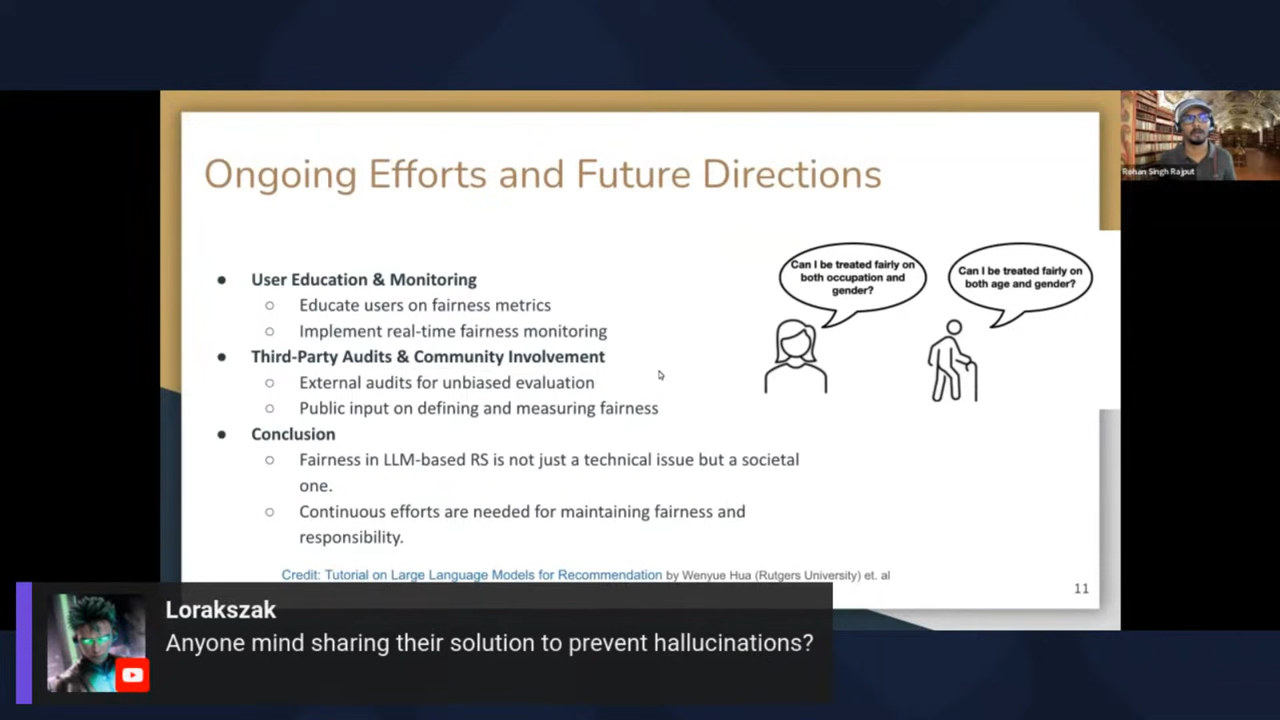 Ongoing Efforts and Future Directions
Rohan Singh Rajput
● User Education & Monitoring
○ Educate users on fairness metrics
○ Implement real-time fairness monitoring
● Third-Party Audits & Community Involvement
○ External audits for unbiased evaluation
○ Public input on defining and measuring fairness
● Conclusion
○ Fairness in LLM-based RS is not just a technical issue but a societal
one.
○ Continuous efforts are needed for maintaining fairness and
responsibility.
Can I be treated fairly on
both occupation and
gender?
Can I be treated fairly on
both age and gender?
Credit: Tutorial on Large Language Models for Recommendation by Wenyue Hua (Rutgers University) et. al
11
Lorakszak
Anyone mind sharing their solution to prevent hallucinations?